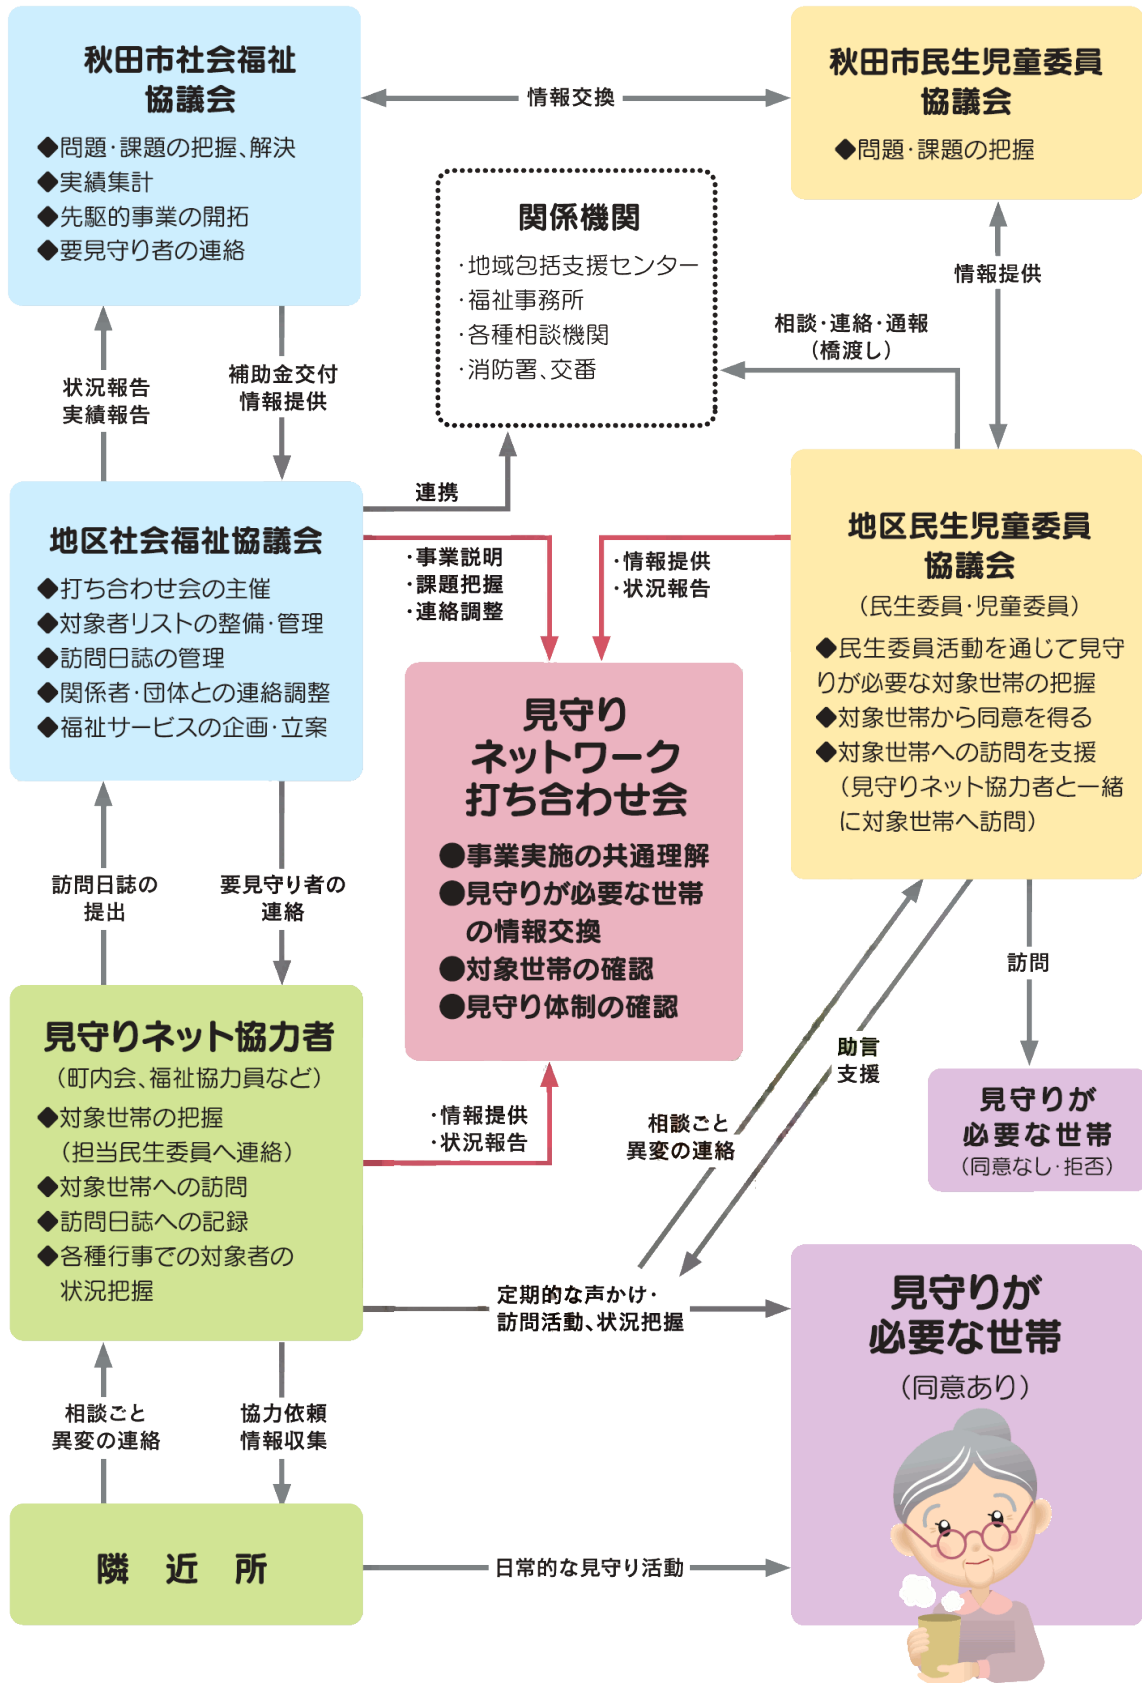 秋田市社会福祉
協議会
◆問題・課題の把握、解決
◆実績集計
◆先駆的事業の開拓
◆要見守り者の連絡
情報交換
秋田市民生児童委員
協議会
◆問題・課題の把握
関係機関
・地域包括支援センター
・福祉事務所
・各種相談機関
・消防署、交番
情報提供
相談・連絡・通報
（橋渡し）
状況報告
実績報告
補助金交付
情報提供
連携
地区社会福祉協議会
◆打ち合わせ会の主催
◆対象者リストの整備・管理
◆訪問日誌の管理
◆関係者・団体との連絡調整
◆福祉サービスの企画・立案
・事業説明
・課題把握
・連絡調整
・情報提供
・状況報告
地区民生児童委員
協議会
（民生委員・児童委員）
◆民生委員活動を通じて見守
りが必要な対象世帯の把握
◆対象世帯から同意を得る
◆対象世帯への訪問を支援
（見守りネット協力者と一緒
に対象世帯へ訪問）
見守り
ネットワーク
打ち合わせ会
●事業実施の共通理解
●見守りが必要な世帯
の情報交換
●対象世帯の確認
●見守り体制の確認
訪問日誌の
提出
要見守り者の
連絡
訪問
助言
支援
見守りネット協力者
（町内会、福祉協力員など）
◆対象世帯の把握
（担当民生委員へ連絡）
◆対象世帯への訪問
◆訪問日誌への記録
◆各種行事での対象者の
状況把握
・情報提供
・状況報告
相談ごと
異変の連絡
見守りが
必要な世帯
（同意なし・拒否）
定期的な声かけ・
訪問活動、状況把握
見守りが
必要な世帯
（同意あり）
相談ごと
異変の連絡
協力依頼
情報収集
隣　近　所
日常的な見守り活動